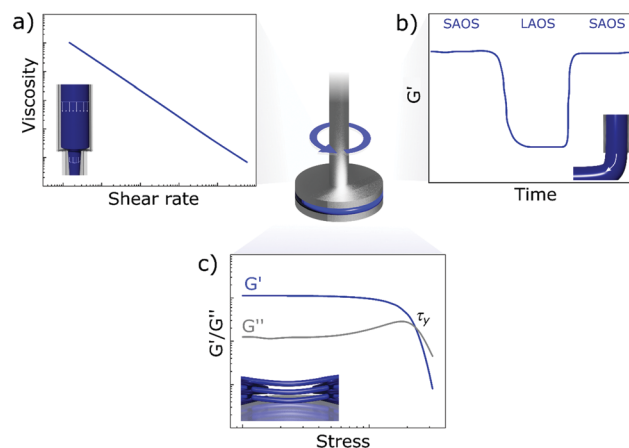 a)
Viscosity
Shear rate
b)
SAOS LAOS SAOS
G'
Time
c)
G'
G''
τy
G'/G''
Stress